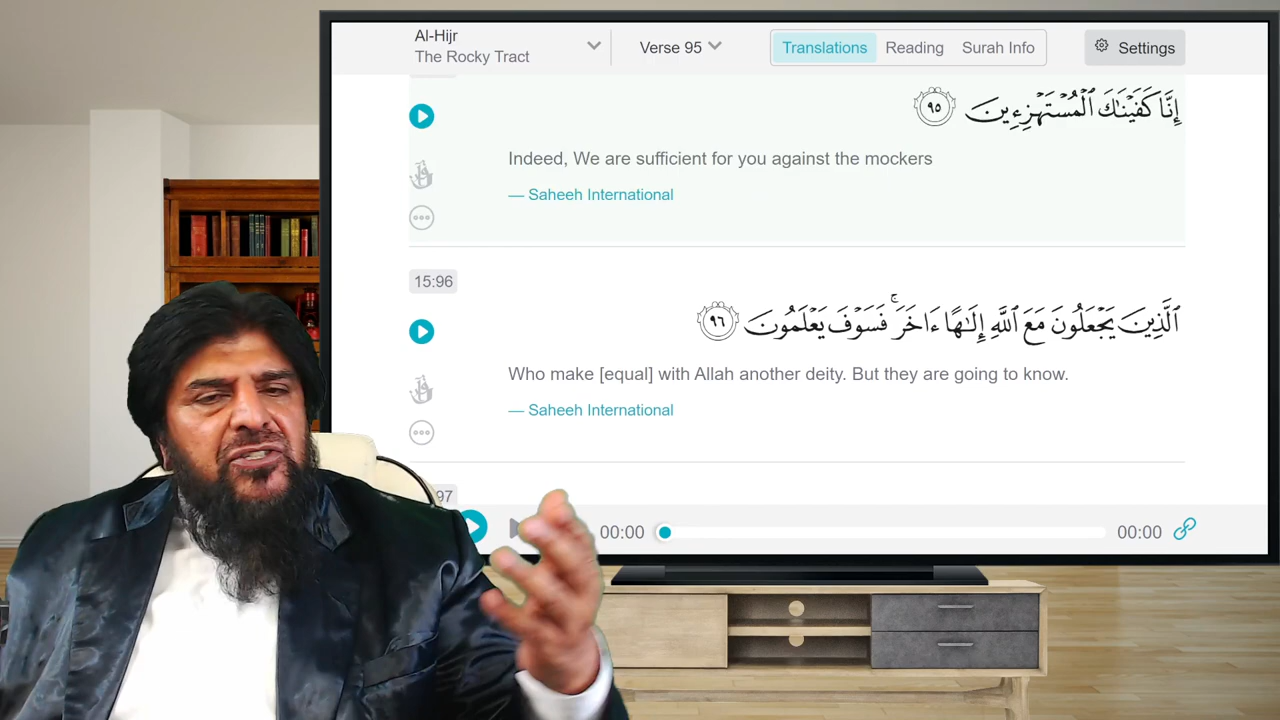 Al-Hijr
The Rocky Tract
Verse 95
Translations Reading Surah Info
Settings
إِنَّا كَفَيْنَـٰكَ ٱلْمُسْتَهْزِءِينَ ٩٥
Indeed, We are sufficient for you against the mockers
— Saheeh International
15:96
ٱلَّذِينَ يَجْعَلُونَ مَعَ ٱللَّهِ إِلَـٰهًا ءَاخَرَ ۚ فَسَوْفَ يَعْلَمُونَ ٩٦
Who make [equal] with Allah another deity. But they are going to know.
— Saheeh International
97
00:00 00:00